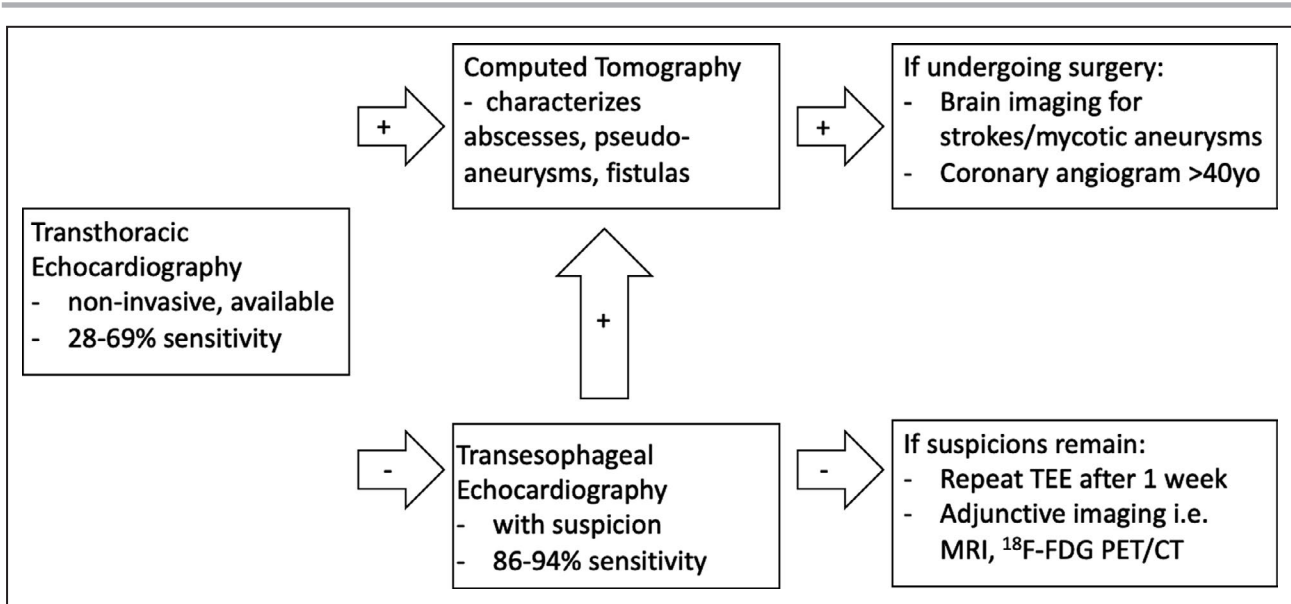 Transthoracic
Echocardiography
- non-invasive, available
- 28-69% sensitivity
+
Computed Tomography
- characterizes
abscesses, pseudo-
aneurysms, fistulas
+
If undergoing surgery:
- Brain imaging for
strokes/mycotic aneurysms
- Coronary angiogram >40yo
+
-
Transesophageal
Echocardiography
- with suspicion
- 86-94% sensitivity
-
If suspicions remain:
- Repeat TEE after 1 week
- Adjunctive imaging i.e.
MRI, ¹⁸F-FDG PET/CT